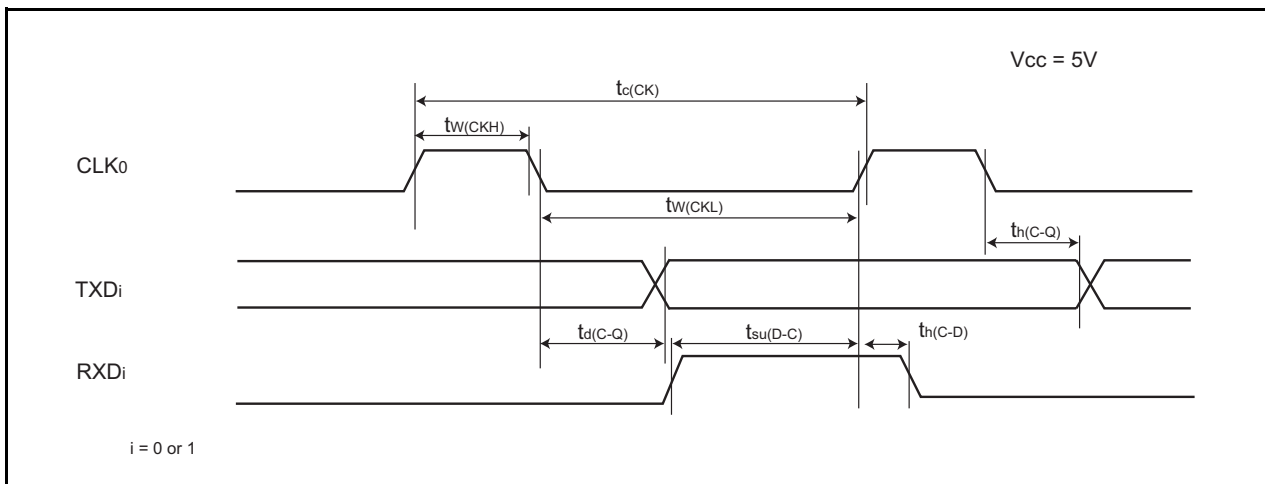 Vcc = 5V
tc(CK)
tW(CKH)
CLK0
tW(CKL)
th(C-Q)
TXDi
td(C-Q)
tsu(D-C)
th(C-D)
RXDi
i = 0 or 1